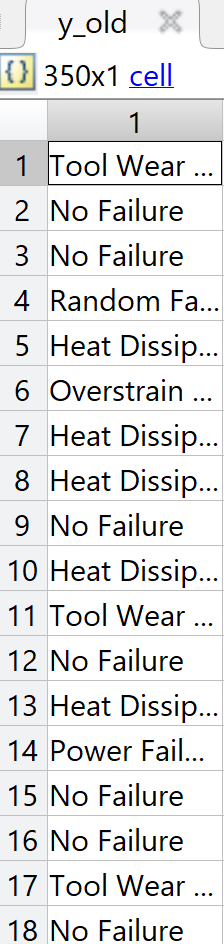 y_old
{} 350x1 cell
1
1 Tool Wear ...
2 No Failure
3 No Failure
4 Random Fa...
5 Heat Dissip...
6 Overstrain ...
7 Heat Dissip...
8 Heat Dissip...
9 No Failure
10 Heat Dissip...
11 Tool Wear ...
12 No Failure
13 Heat Dissip...
14 Power Fail...
15 No Failure
16 No Failure
17 Tool Wear ...
18 No Failure